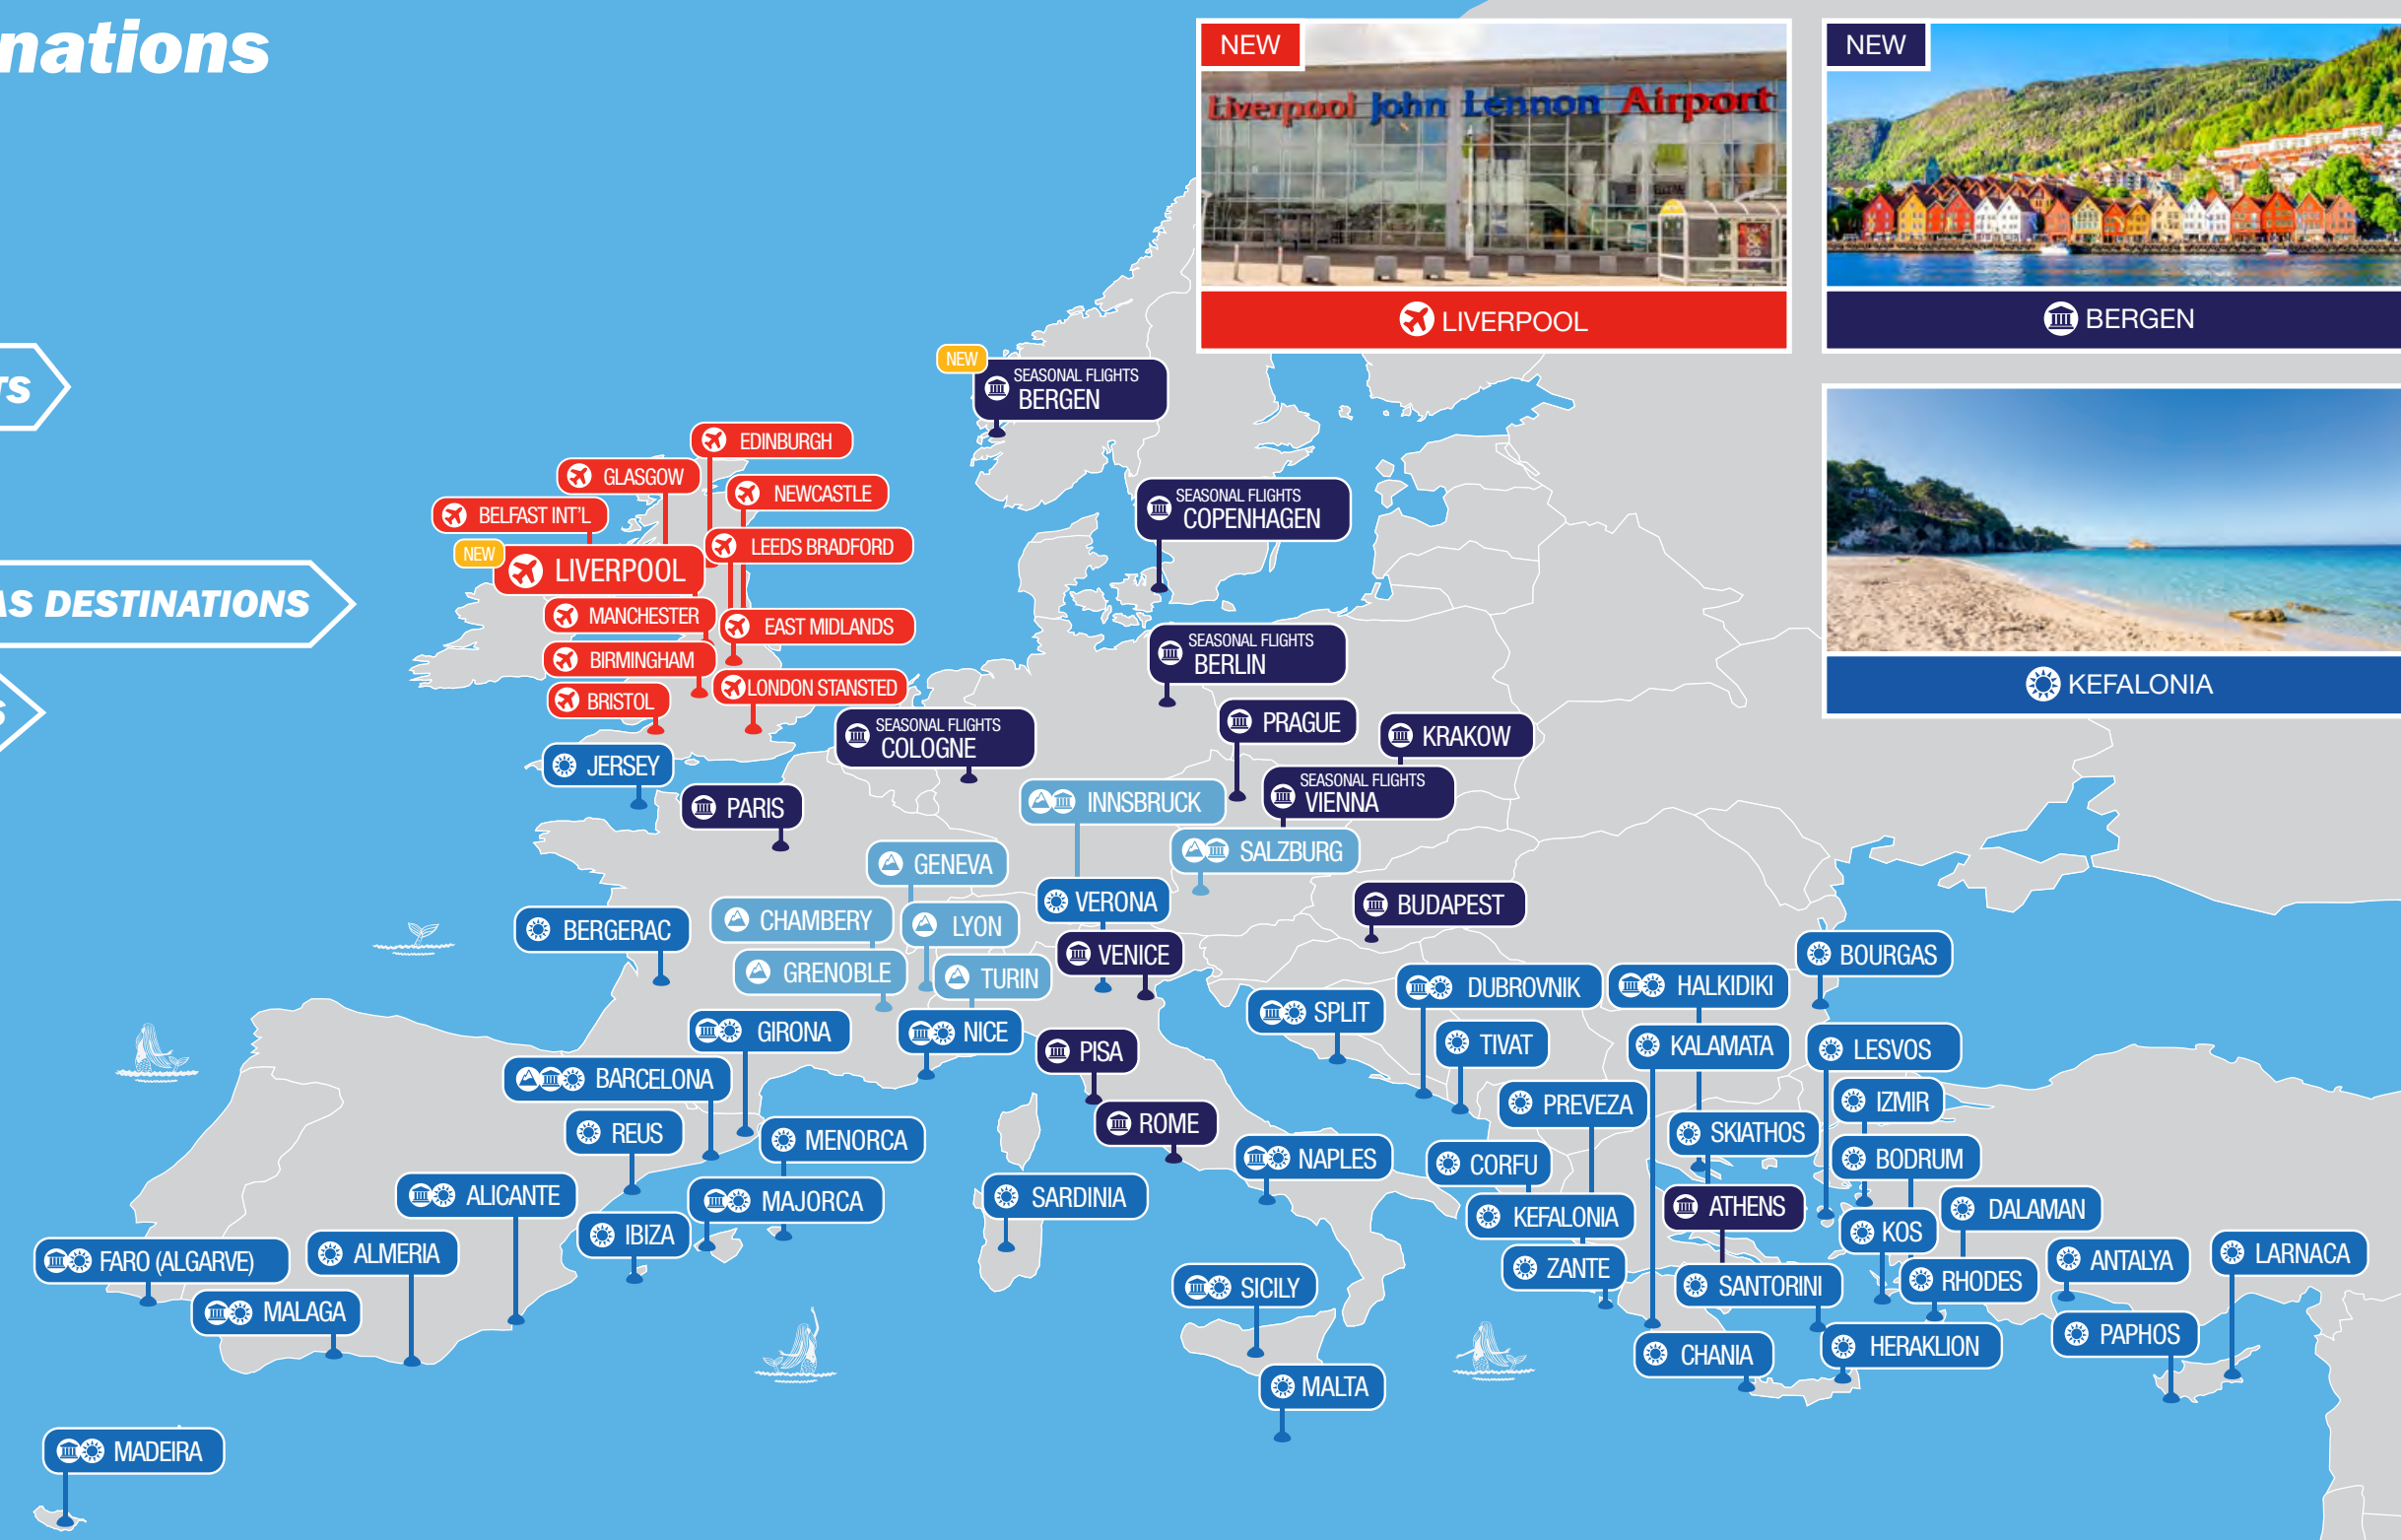 nations
NEW
Liverpool John Lennon Airport
LIVERPOOL
NEW
BERGEN
KEFALONIA
TS
AS DESTINATIONS
S
NEW
SEASONAL FLIGHTS
BERGEN
EDINBURGH
GLASGOW
NEWCASTLE
BELFAST INT'L
LEEDS BRADFORD
NEW
LIVERPOOL
MANCHESTER
EAST MIDLANDS
BIRMINGHAM
LONDON STANSTED
BRISTOL
SEASONAL FLIGHTS
COPENHAGEN
SEASONAL FLIGHTS
BERLIN
SEASONAL FLIGHTS
COLOGNE
PRAGUE
KRAKOW
SEASONAL FLIGHTS
VIENNA
JERSEY
PARIS
INNSBRUCK
SALZBURG
GENEVA
VERONA
BUDAPEST
CHAMBERY
LYON
BERGERAC
VENICE
BOURGAS
GRENOBLE
TURIN
DUBROVNIK
HALKIDIKI
SPLIT
GIRONA
NICE
PISA
TIVAT
KALAMATA
LESVOS
BARCELONA
PREVEZA
IZMIR
REUS
MENORCA
ROME
SKIATHOS
NAPLES
CORFU
BODRUM
ALICANTE
MAJORCA
SARDINIA
KEFALONIA
ATHENS
DALAMAN
IBIZA
KOS
FARO (ALGARVE)
ALMERIA
ZANTE
ANTALYA
LARNACA
SICILY
SANTORINI
RHODES
MALAGA
CHANIA
HERAKLION
PAPHOS
MALTA
MADEIRA